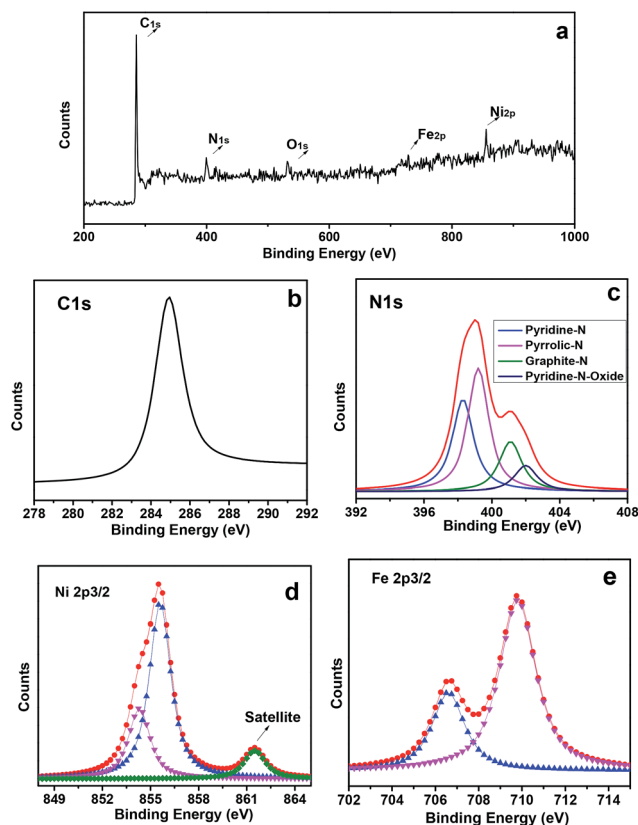 a
C1s
N1s
O1s
Fe2p
Ni2p
Counts
200 400 600 800 1000
Binding Energy (eV)
b
C1s
Counts
278 280 282 284 286 288 290 292
Binding Energy (eV)
c
N1s
Pyridine-N
Pyrrolic-N
Graphite-N
Pyridine-N-Oxide
Counts
392 396 400 404 408
Binding Energy (eV)
d
Ni 2p3/2
Satellite
Counts
849 852 855 858 861 864
Binding Energy (eV)
e
Fe 2p3/2
Counts
702 704 706 708 710 712 714
Binding Energy (eV)